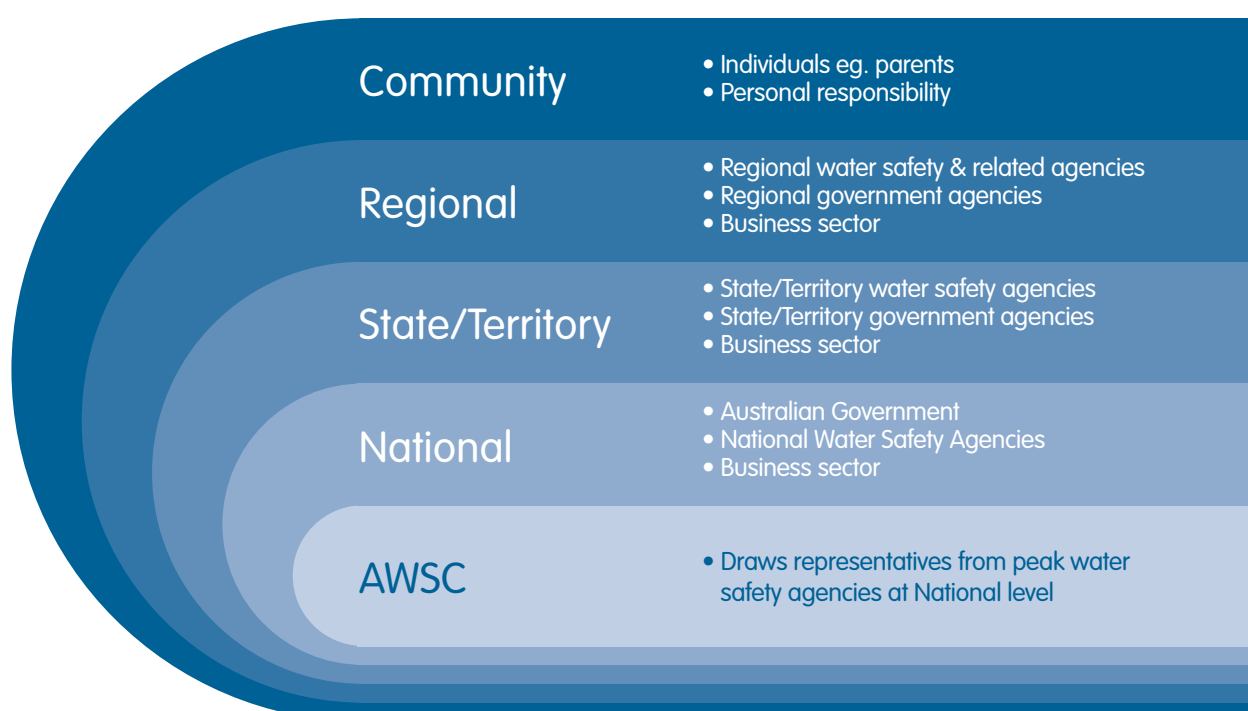 Community
• Individuals eg. parents
• Personal responsibility
Regional
• Regional water safety & related agencies
• Regional government agencies
• Business sector
State/Territory
• State/Territory water safety agencies
• State/Territory government agencies
• Business sector
National
• Australian Government
• National Water Safety Agencies
• Business sector
AWSC
• Draws representatives from peak water
safety agencies at National level